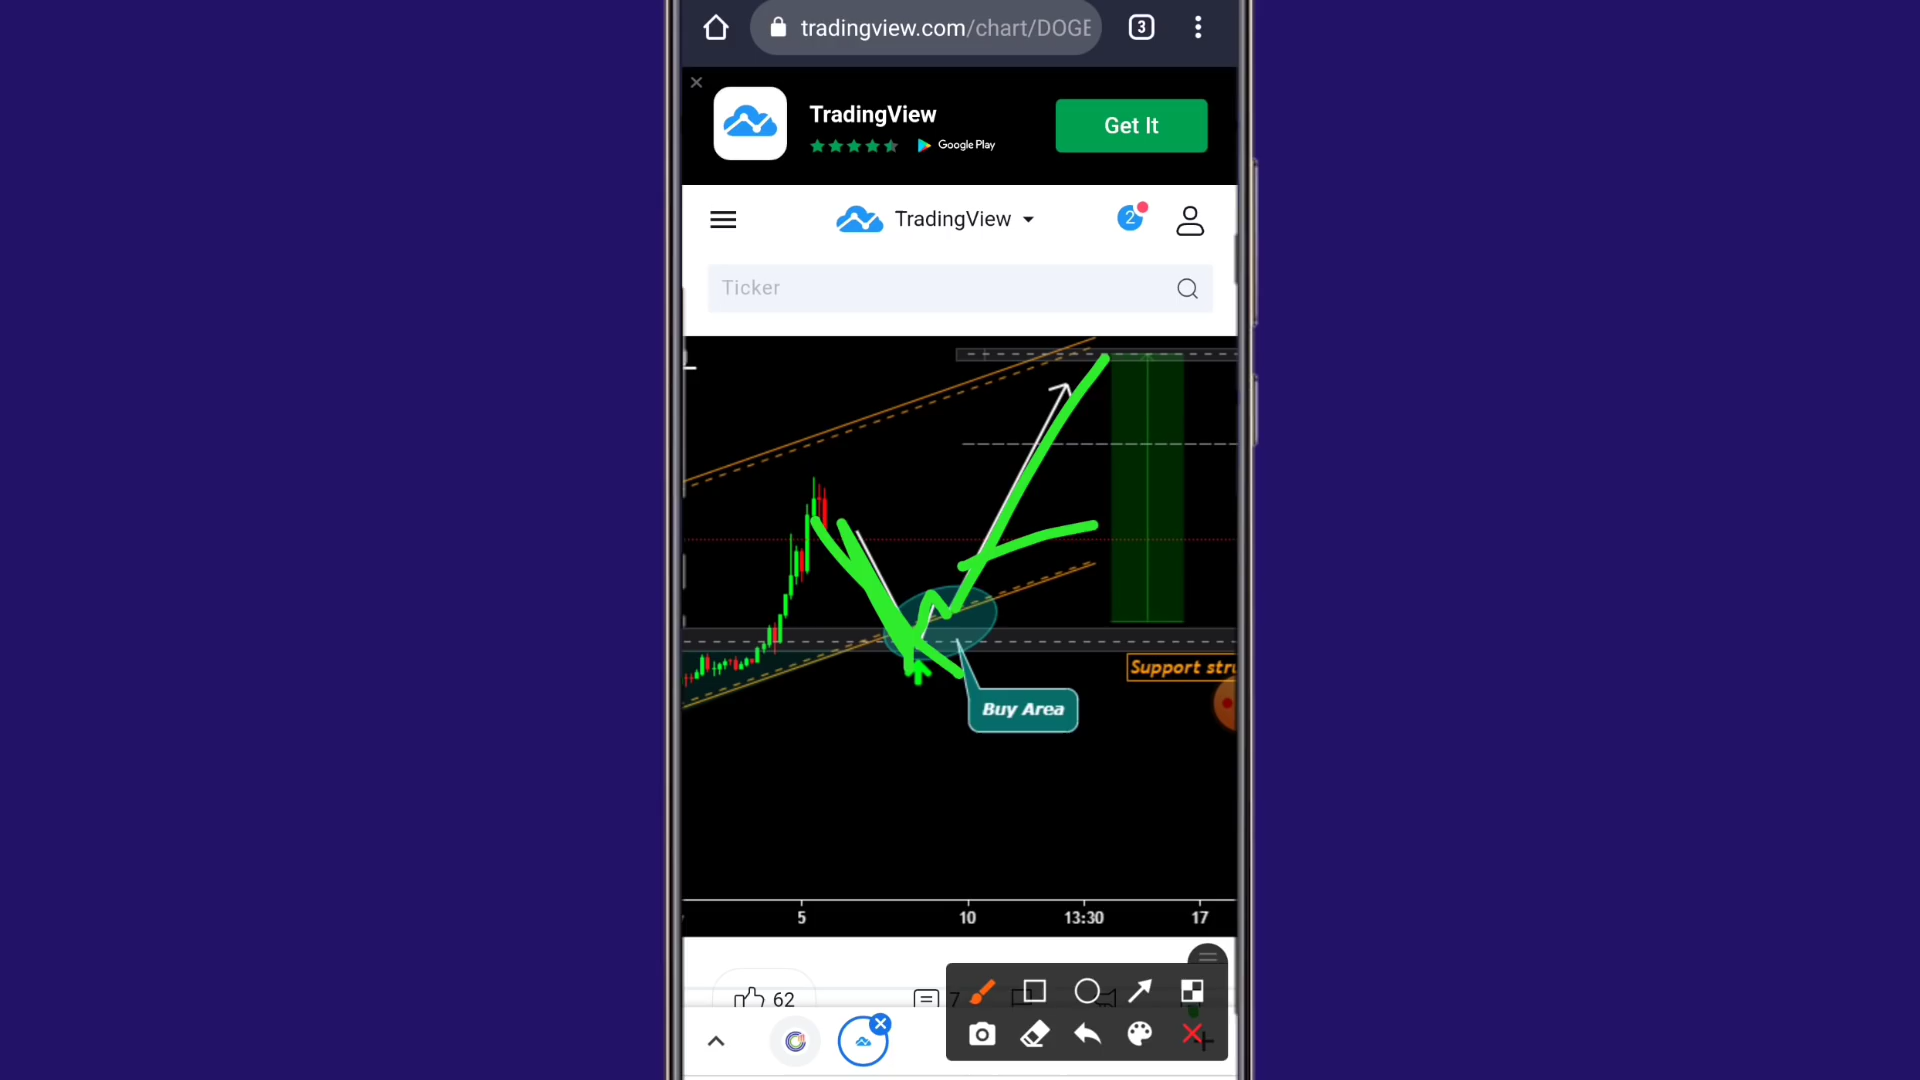 tradingview.com/chart/DOGE
3
TradingView
Google Play
Get It
TradingView
2
Ticker
Support stru
Buy Area
5 10 13:30 17
62
7